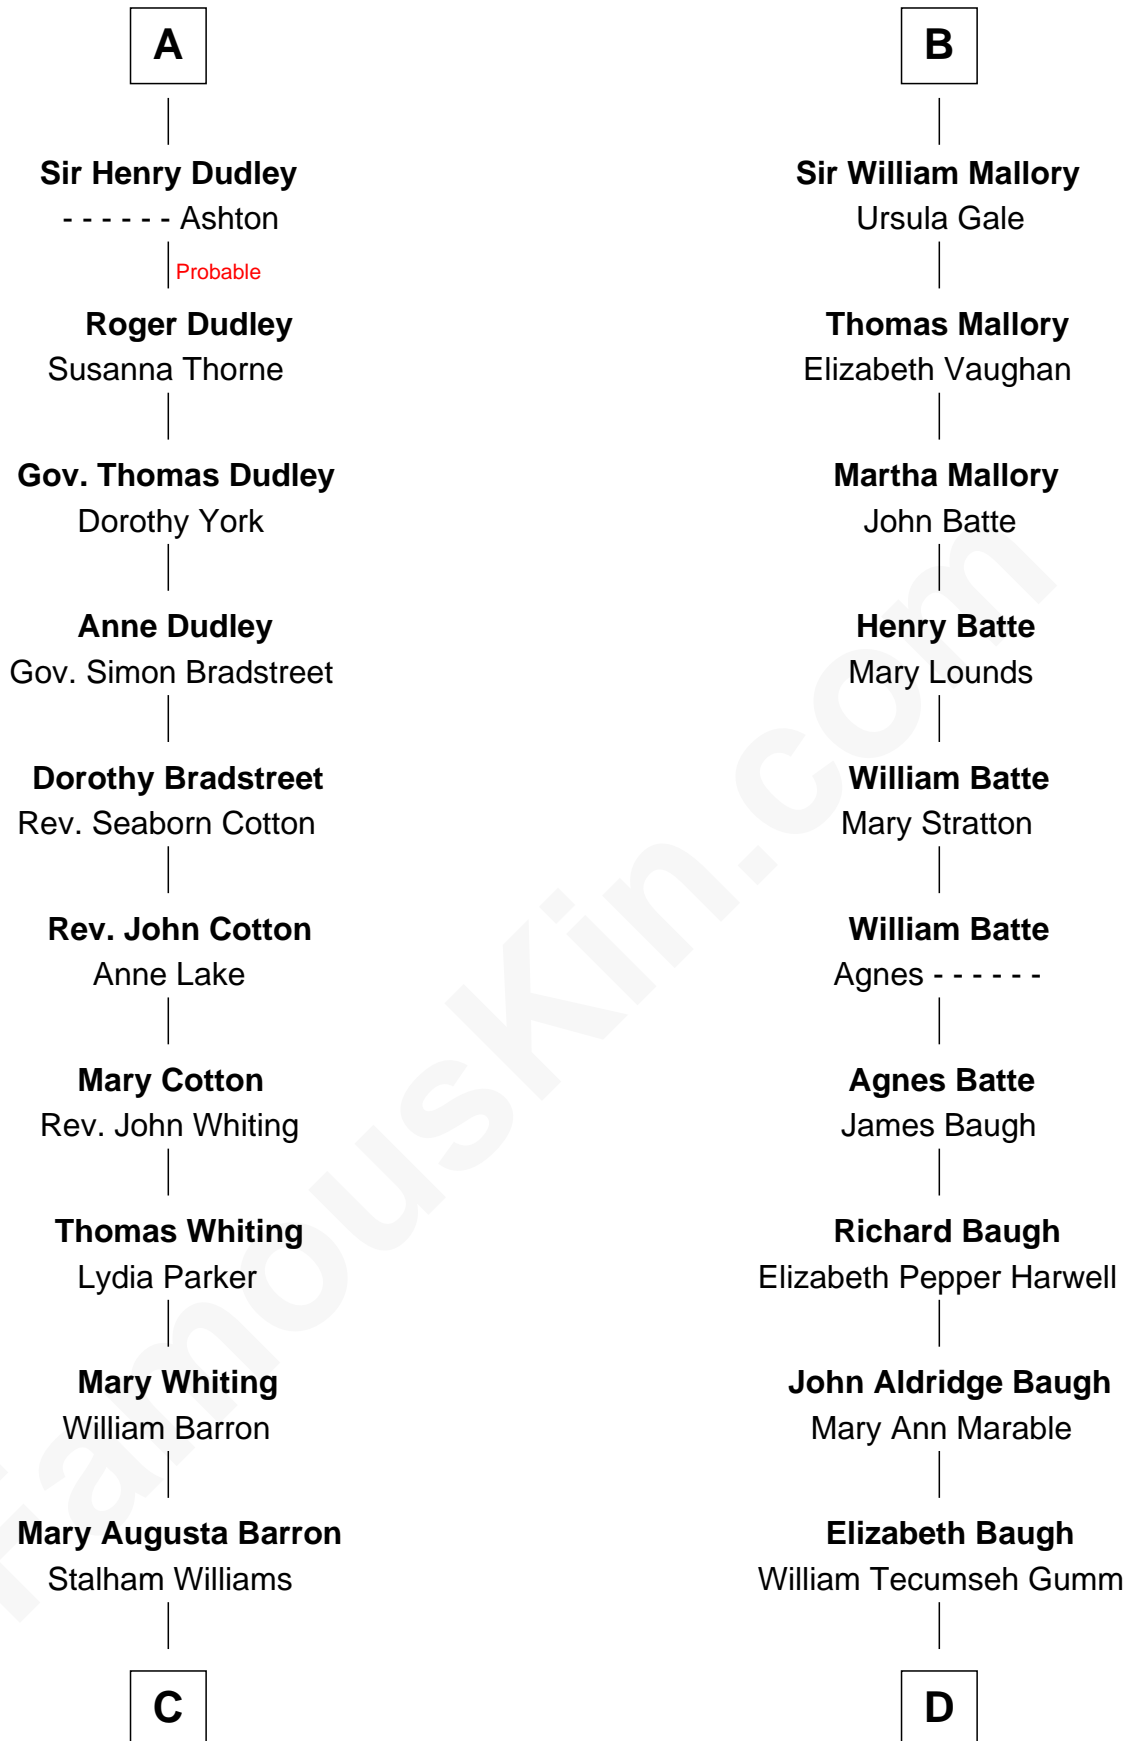 A
Sir Henry Dudley
- - - - - - Ashton
Probable
Roger Dudley
Susanna Thorne
Gov. Thomas Dudley
Dorothy York
Anne Dudley
Gov. Simon Bradstreet
Dorothy Bradstreet
Rev. Seaborn Cotton
Rev. John Cotton
Anne Lake
Mary Cotton
Rev. John Whiting
Thomas Whiting
Lydia Parker
Mary Whiting
William Barron
Mary Augusta Barron
Stalham Williams
C
B
Sir William Mallory
Ursula Gale
Thomas Mallory
Elizabeth Vaughan
Martha Mallory
John Batte
Henry Batte
Mary Lounds
William Batte
Mary Stratton
William Batte
Agnes - - - - - -
Agnes Batte
James Baugh
Richard Baugh
Elizabeth Pepper Harwell
John Aldridge Baugh
Mary Ann Marable
Elizabeth Baugh
William Tecumseh Gumm
D
FamousKin.com